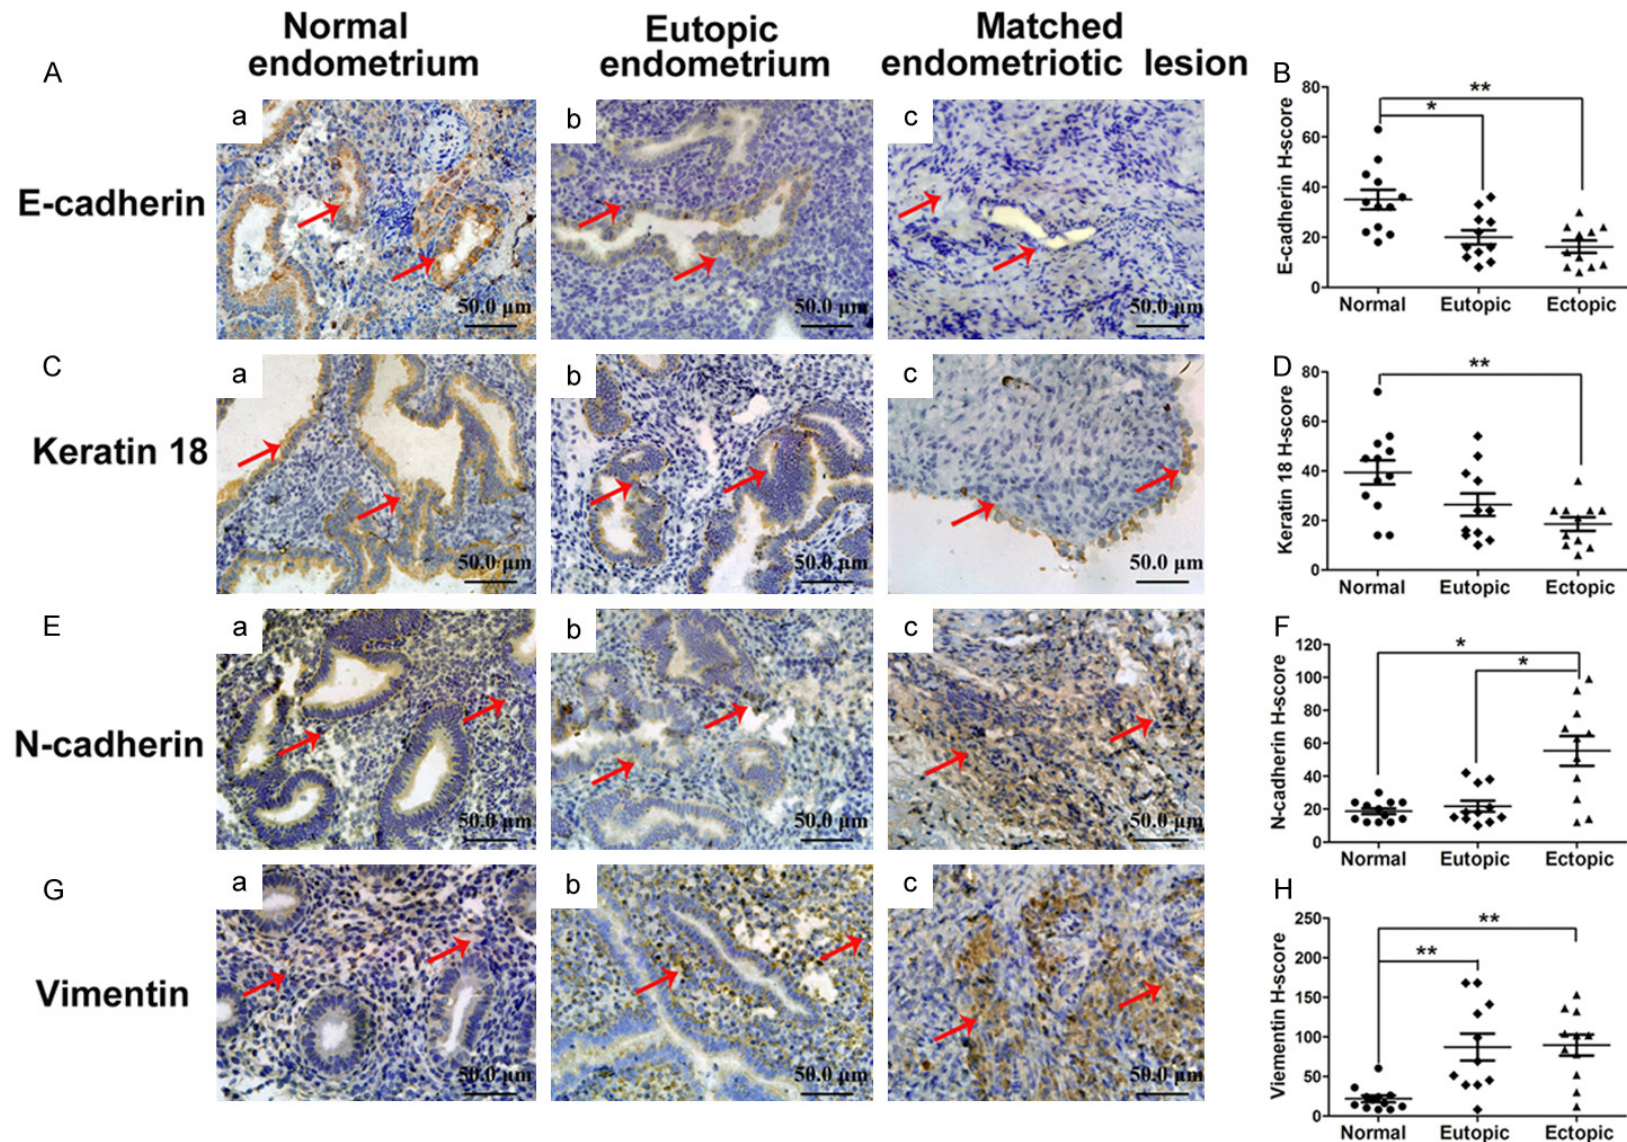 Normal endometrium
Eutopic endometrium
Matched endometriotic lesion
A
E-cadherin
a
50.0 µm
b
50.0 µm
c
50.0 µm
B
E-cadherin H-score
80
60
40
20
0
*
**
Normal
Eutopic
Ectopic
C
Keratin 18
a
50.0 µm
b
50.0 µm
c
50.0 µm
D
Keratin 18 H-score
80
60
40
20
0
**
Normal
Eutopic
Ectopic
E
N-cadherin
a
50.0 µm
b
50.0 µm
c
50.0 µm
F
N-cadherin H-score
120
100
80
60
40
20
0
*
*
Normal
Eutopic
Ectopic
G
Vimentin
a
50.0 µm
b
50.0 µm
c
50.0 µm
H
Viementin H-score
250
200
150
100
50
0
**
**
Normal
Eutopic
Ectopic